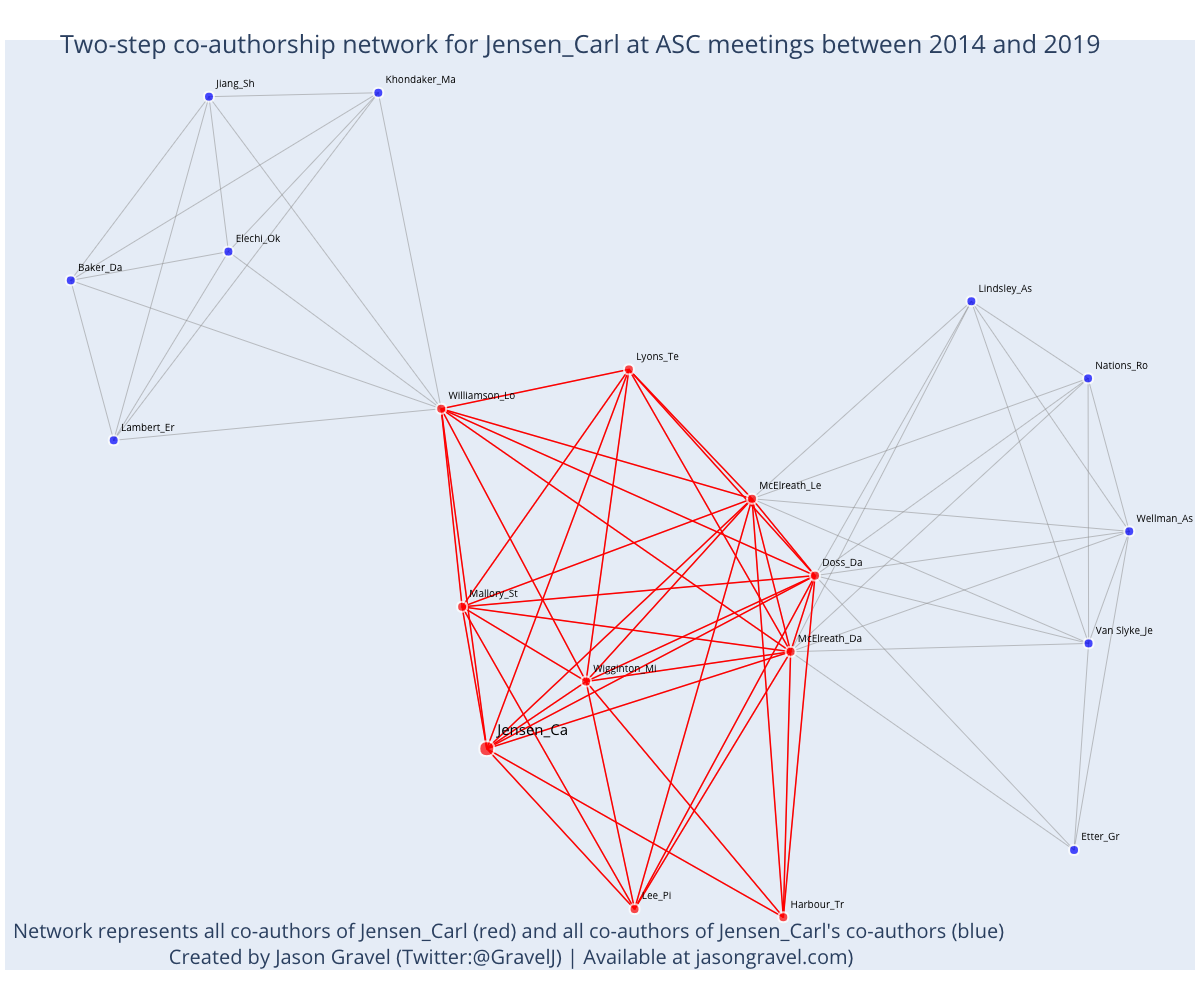 Two-step co-authorship network for Jensen_Carl at ASC meetings between 2014 and 2019
Khondaker_Ma
Jiang_Sh
Elechi_Ok
Baker_Da
Lindsley_As
Lyons_Te
Nations_Ro
Williamson_Lo
Lambert_Er
McElreath_Le
Wellman_As
Doss_Da
Mallory_St
Van Slyke_Je
McElreath_Da
Wigginton_Mi
Jensen_Ca
Etter_Gr
Lee_Pi
Harbour_Tr
Network represents all co-authors of Jensen_Carl (red) and all co-authors of Jensen_Carl's co-authors (blue)
Created by Jason Gravel (Twitter:@GravelJ) | Available at jasongravel.com)